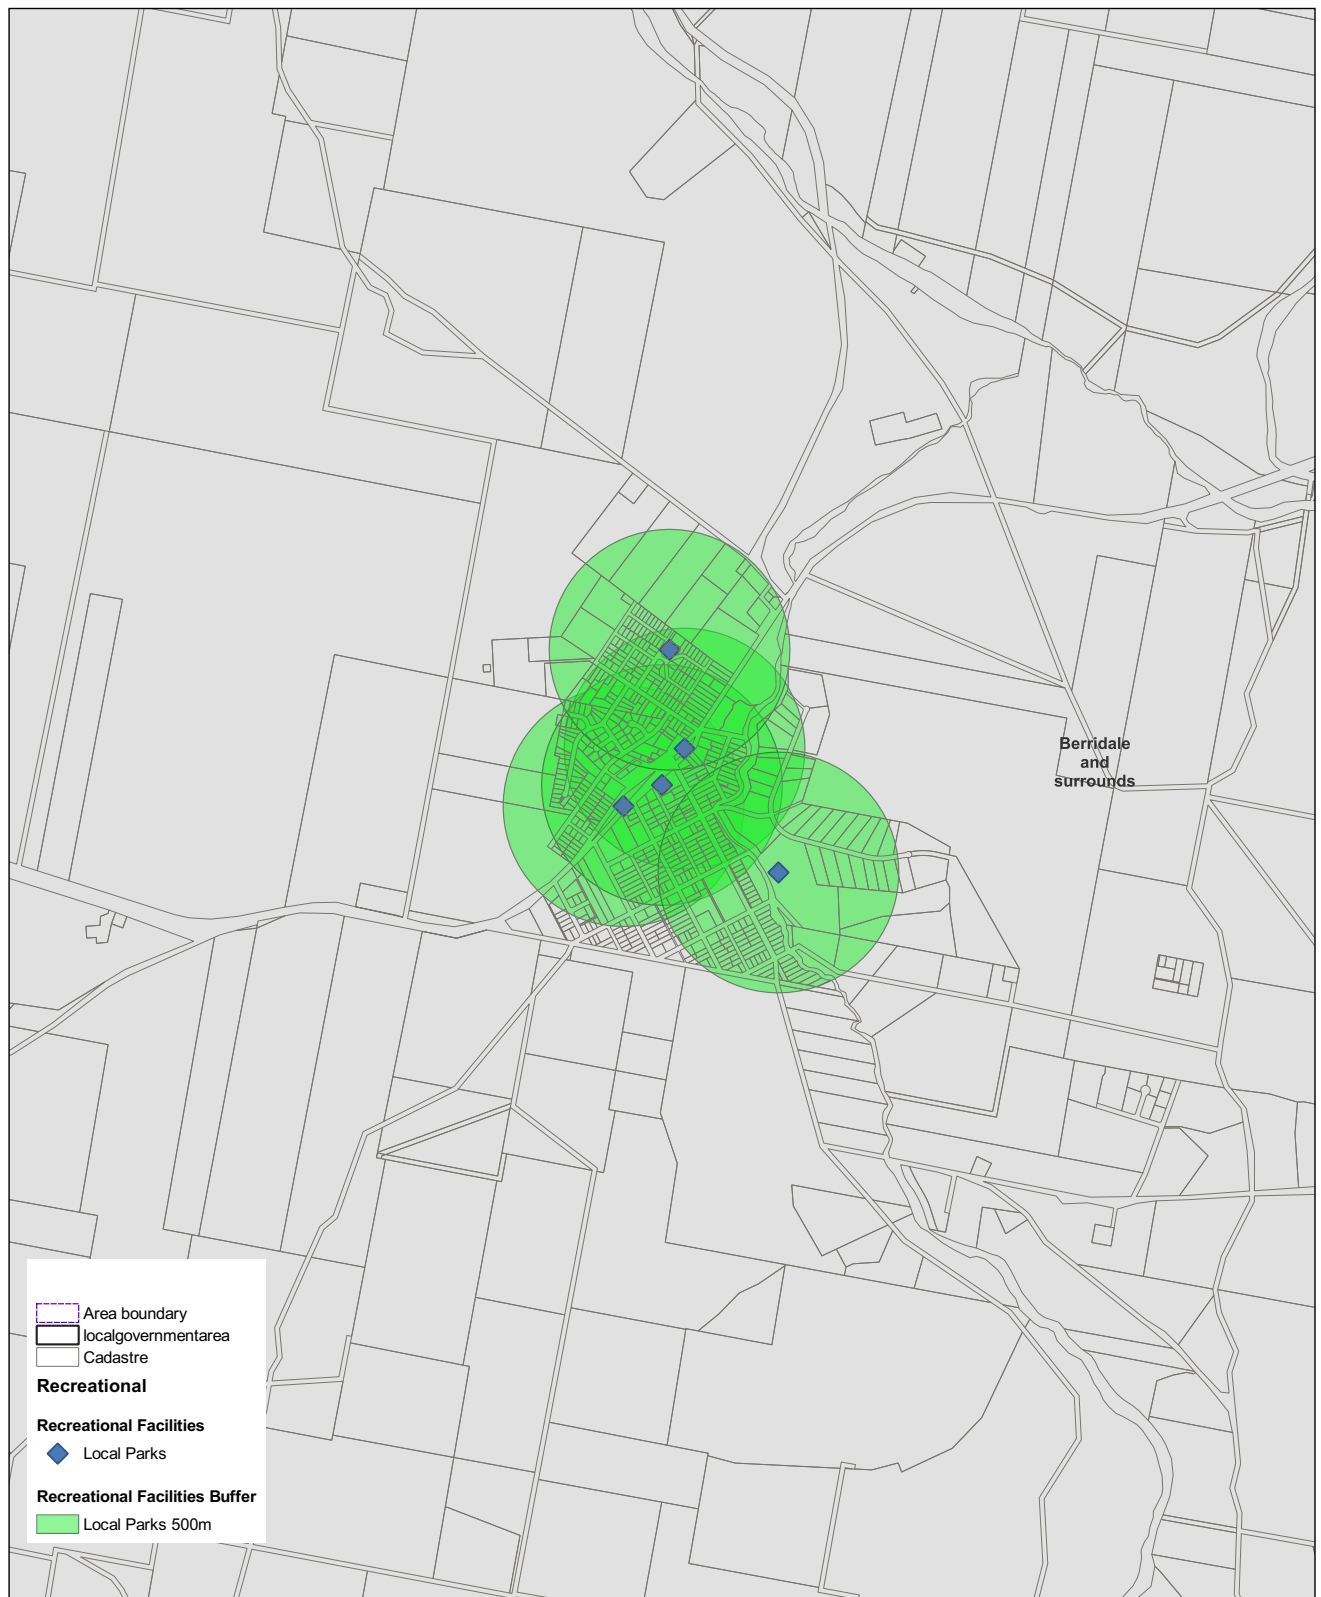 Berridale
and
surrounds
Area boundary
localgovernmentarea
Cadastre
Recreational
Recreational Facilities
Local Parks
Recreational Facilities Buffer
Local Parks 500m